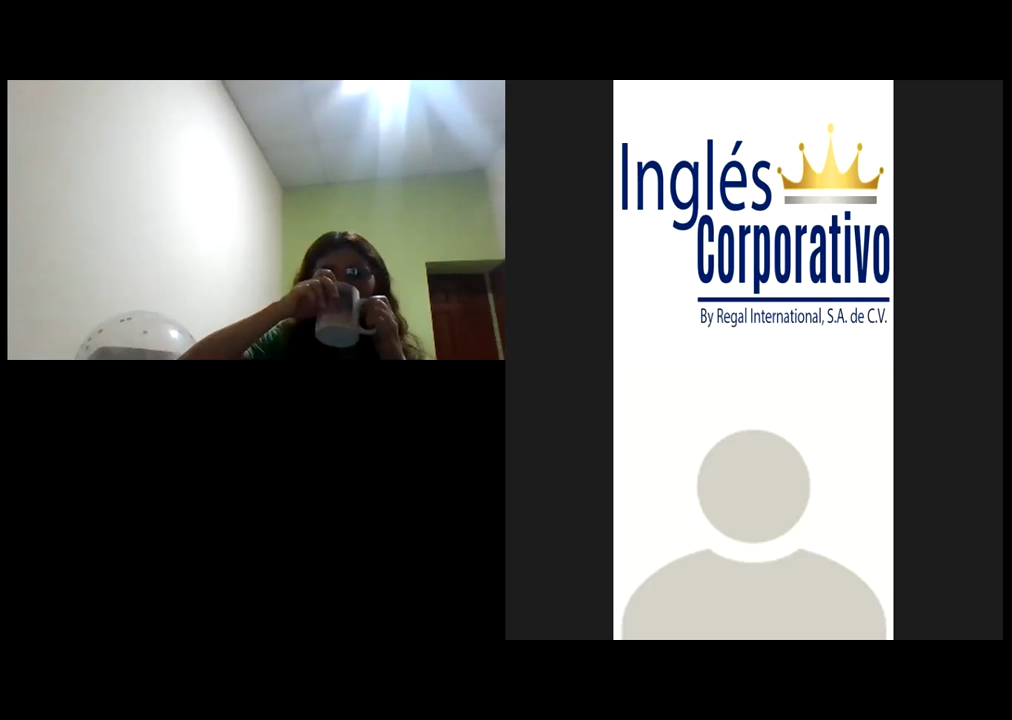 Inglés
Corporativo
By Regal International, S.A. de C.V.